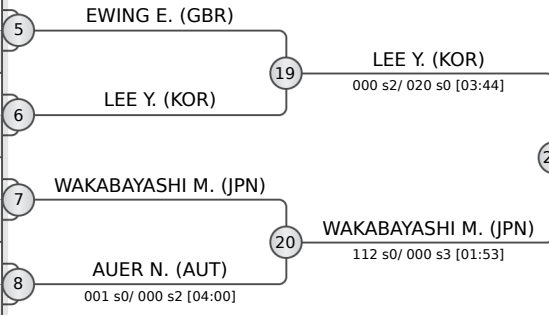 5
EWING E. (GBR)
19
LEE Y. (KOR)
000 s2/ 020 s0 [03:44]
6
LEE Y. (KOR)
7
WAKABAYASHI M. (JPN)
20
WAKABAYASHI M. (JPN)
112 s0/ 000 s3 [01:53]
8
AUER N. (AUT)
001 s0/ 000 s2 [04:00]